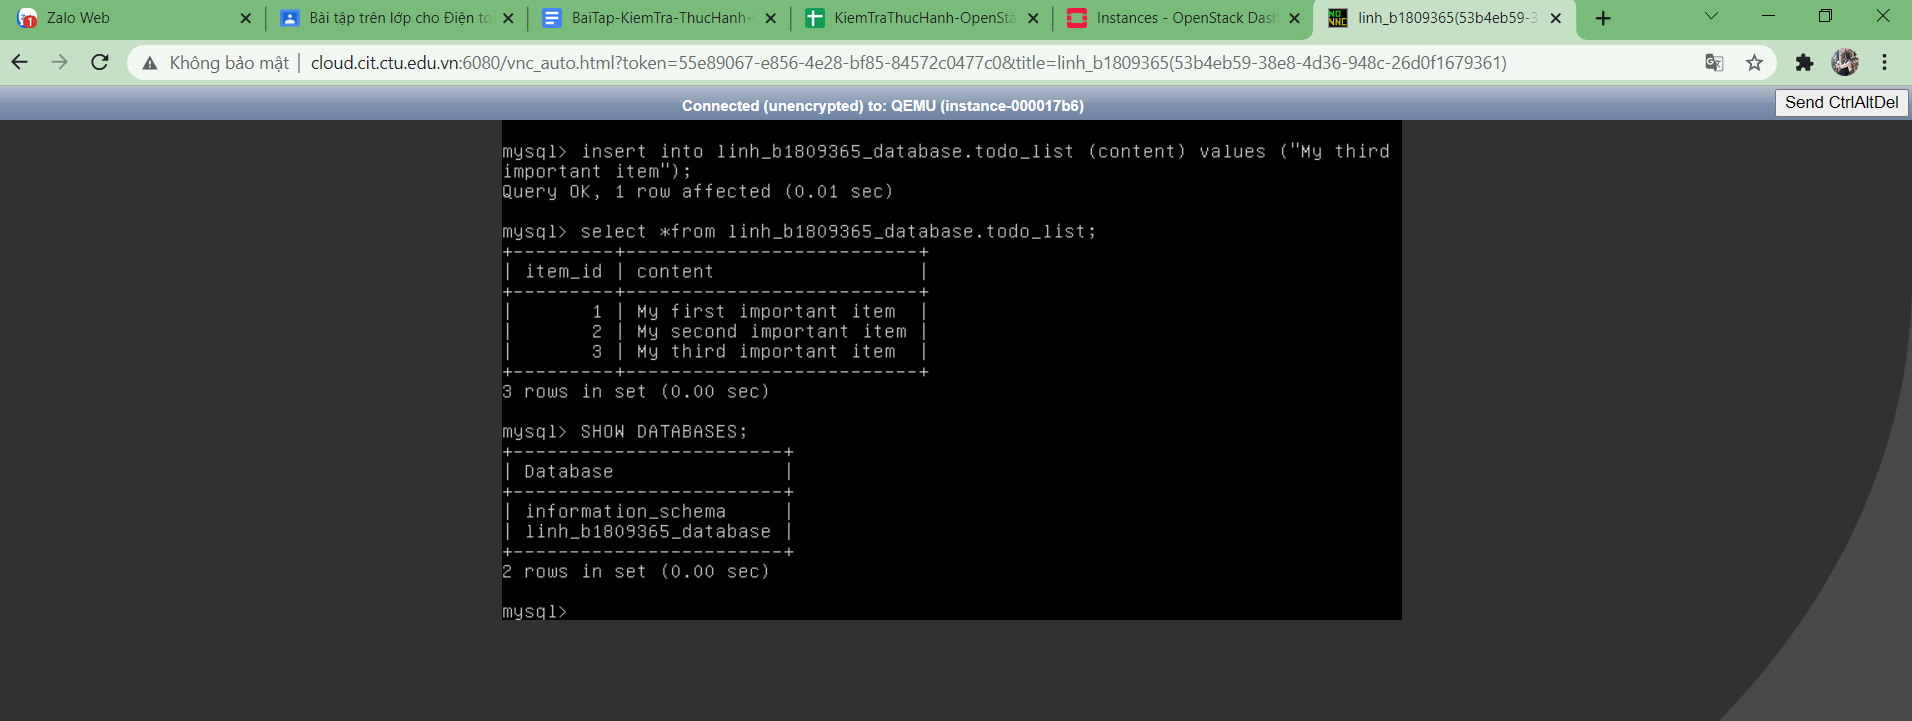 Zalo Web
Bài tập trên lớp cho Điện to
BaiTap-KiemTra-ThucHanh-
KiemTraThucHanh-OpenSta
Instances - OpenStack Dash
linh_b1809365(53b4eb59-3
Không bảo mật | cloud.cit.ctu.edu.vn:6080/vnc_auto.html?token=55e89067-e856-4e28-bf85-84572c0477c0&title=linh_b1809365(53b4eb59-38e8-4d36-948c-26d0f1679361)
Connected (unencrypted) to: QEMU (instance-000017b6)
Send CtrlAltDel
mysql> insert into linh_b1809365_database.todo_list (content) values ("My third
important item");
Query OK, 1 row affected (0.01 sec)
mysql> select *from linh_b1809365_database.todo_list;
+---------+--------------------------+
| item_id | content                  |
+---------+--------------------------+
|       1 | My first important item  |
|       2 | My second important item |
|       3 | My third important item  |
+---------+--------------------------+
3 rows in set (0.00 sec)
mysql> SHOW DATABASES;
+------------------------+
| Database               |
+------------------------+
| information_schema     |
| linh_b1809365_database |
+------------------------+
2 rows in set (0.00 sec)
mysql>